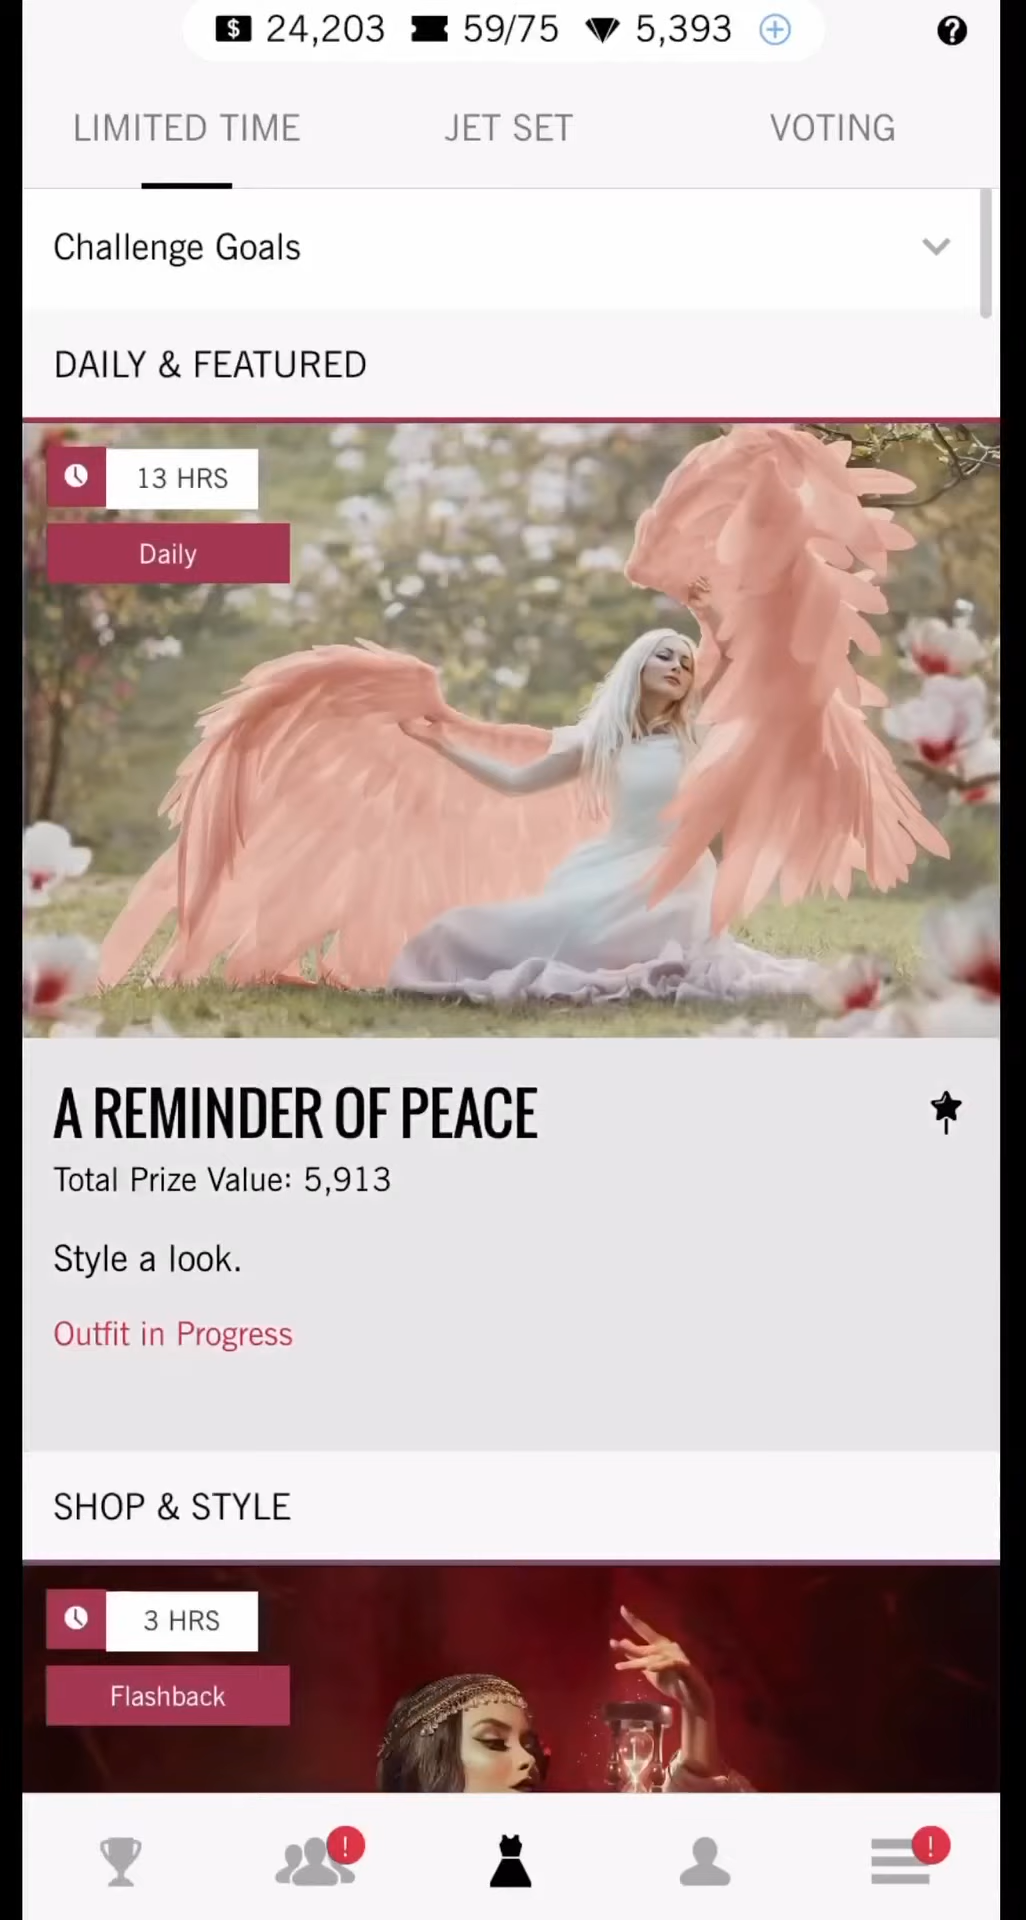 $ 24,203 59/75 5,393 + ?
LIMITED TIME JET SET VOTING
Challenge Goals
DAILY & FEATURED
13 HRS
Daily
A REMINDER OF PEACE
Total Prize Value: 5,913
Style a look.
Outfit in Progress
SHOP & STYLE
3 HRS
Flashback
! !